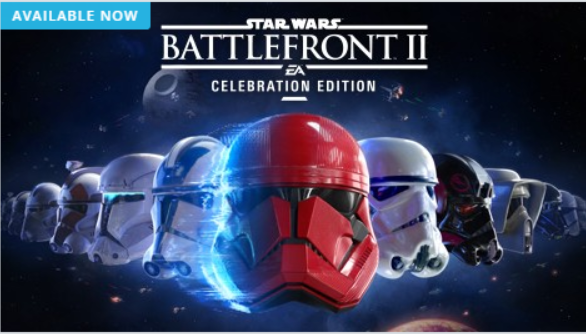 AVAILABLE NOW
STAR WARS
BATTLEFRONT II
EA
CELEBRATION EDITION